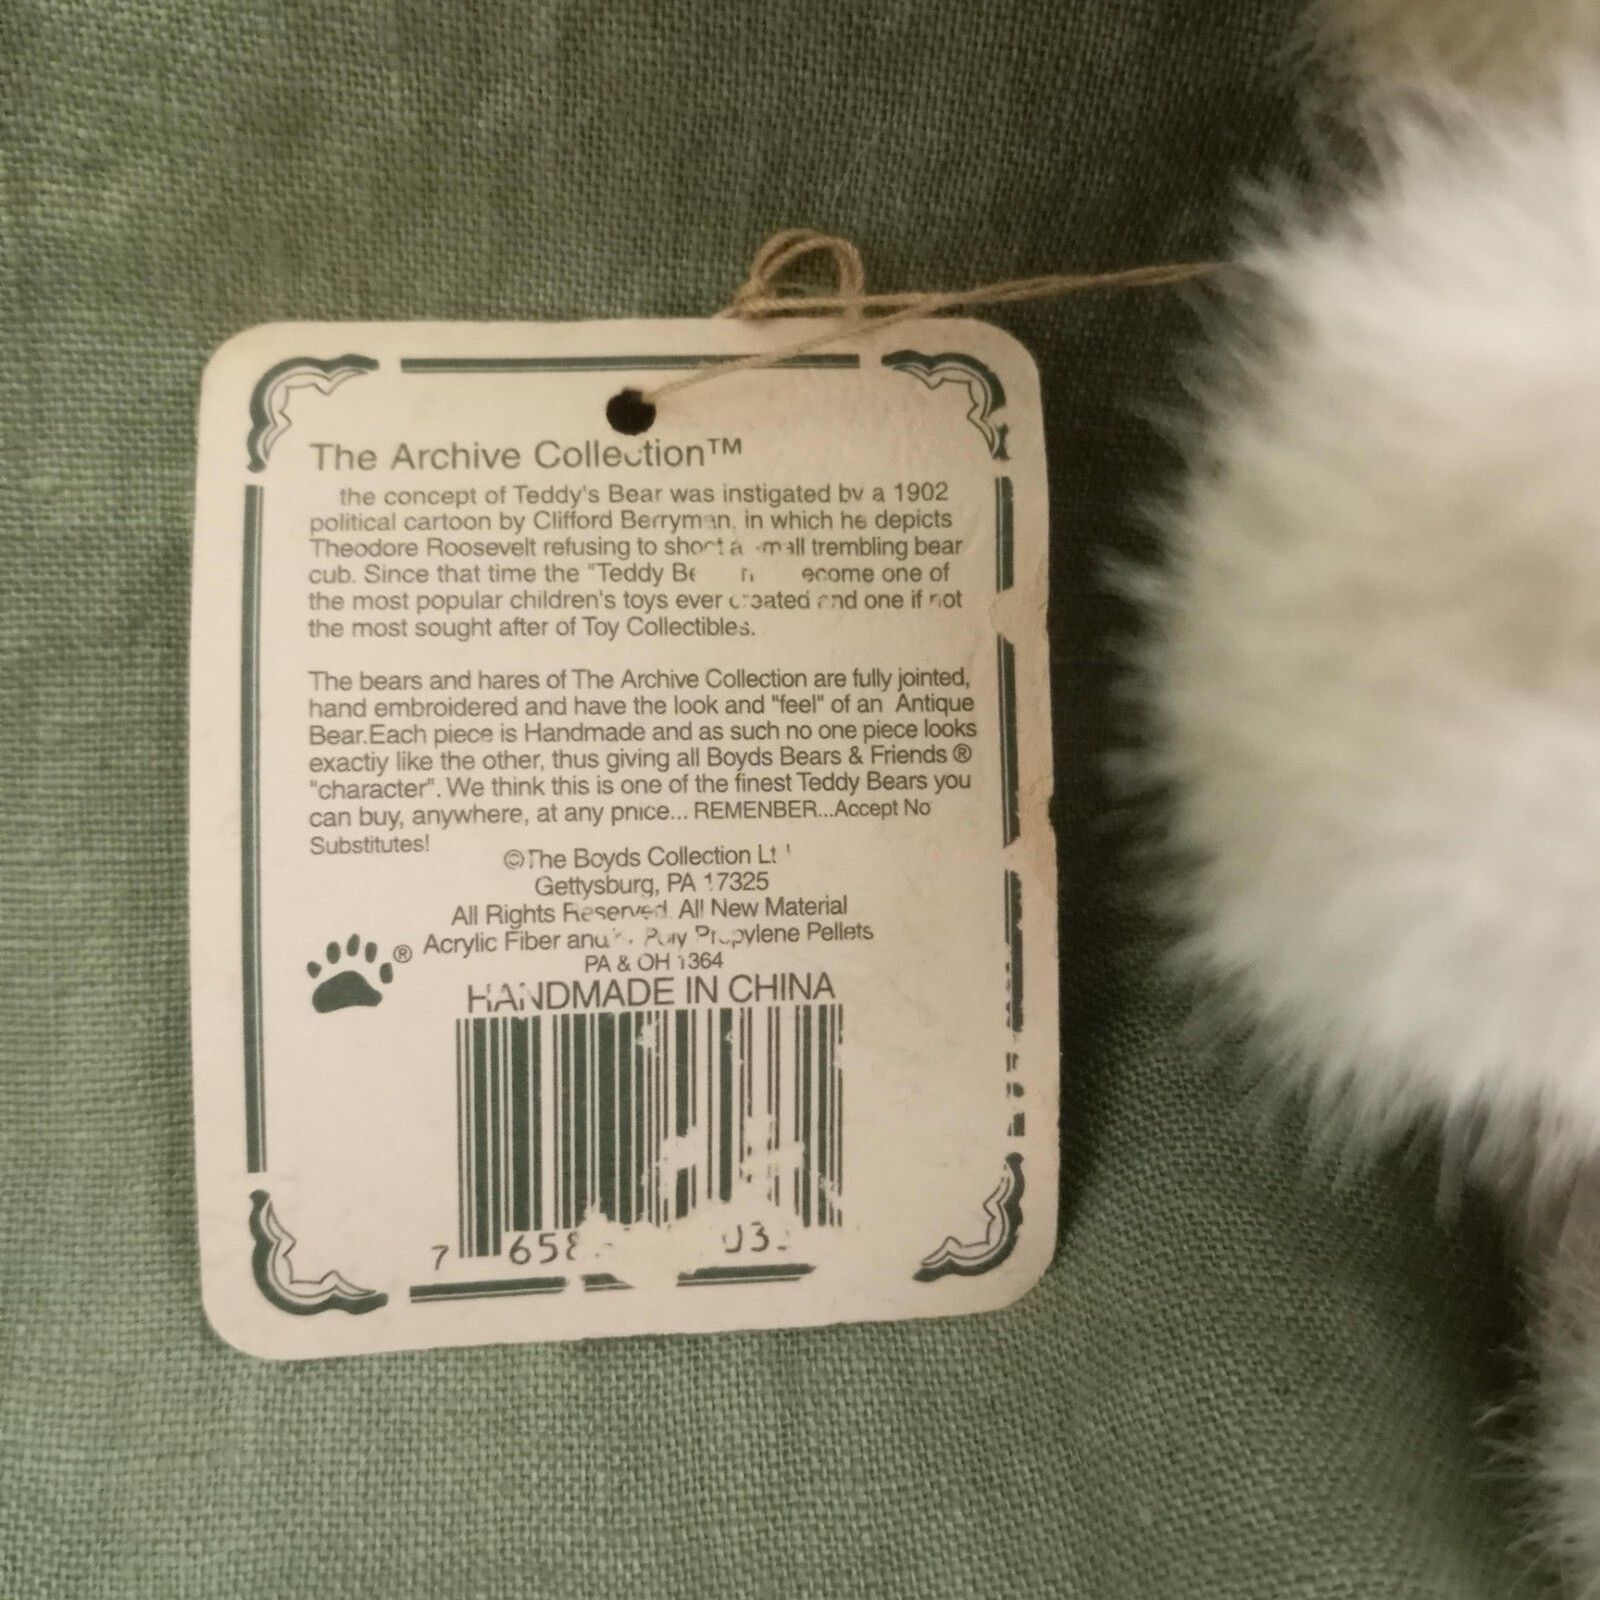 The Archive Collection™
the concept of Teddy's Bear was instigated by a 1902
political cartoon by Clifford Berryman, in which he depicts
Theodore Roosevelt refusing to shoot a small trembling bear
cub. Since that time the "Teddy one of
the most popular children's toys ever created and one if not
the most sought after of Toy Collectibles.
The bears and hares of The Archive Collection are fully jointed,
hand embroidered and have the look and "feel" of an Antique
Bear.Each piece is Handmade and as such no one piece looks
exactiy like the other, thus giving all Boyds Bears & Friends ®
"character". We think this is one of the finest Teddy Bears you
can buy, anywhere, at any pnice... REMENBER...Accept No
Substitutes!
©The Boyds Collection
Gettysburg, PA 17325
All Rights Reserved. All New Material
® Acrylic Fiber Poly Propylene Pellets
PA & OH 1364
HANDMADE IN CHINA
7